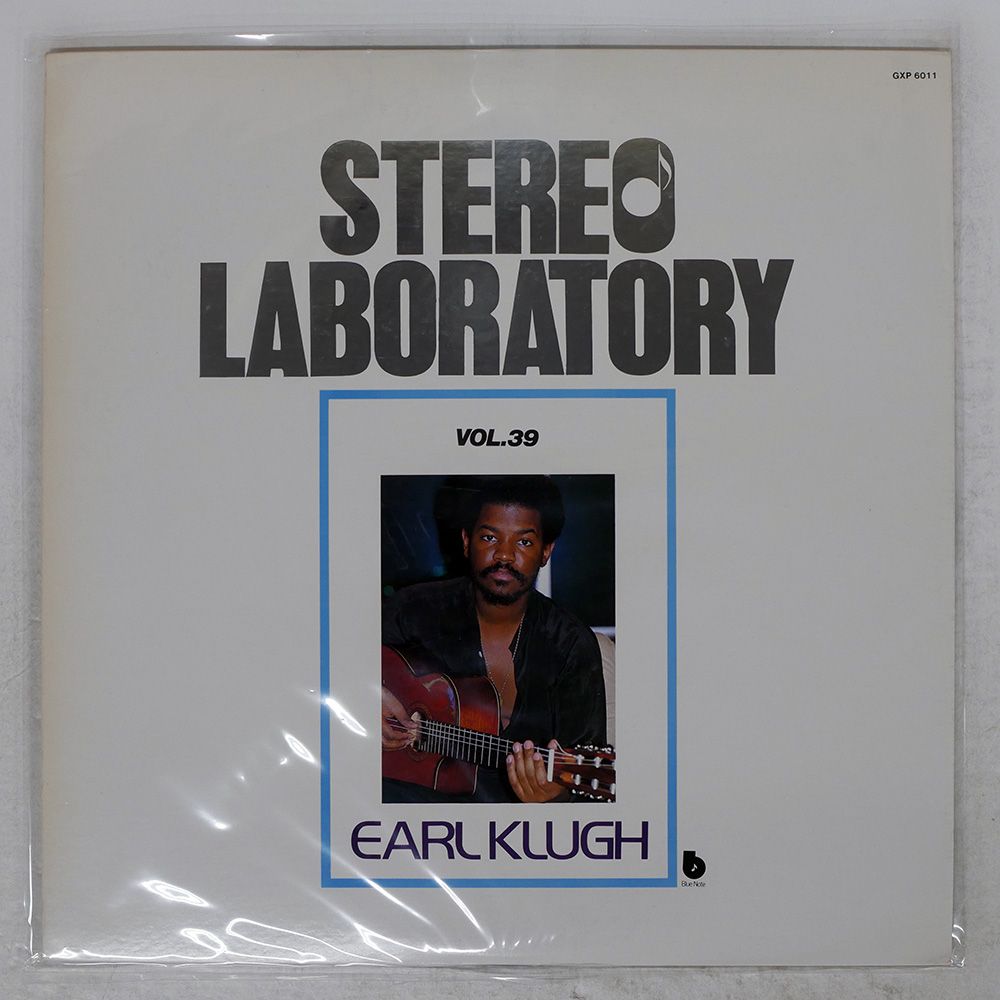 GXP 6011
STEREO
LABORATORY
VOL.39
EARL KLUGH
Blue Note